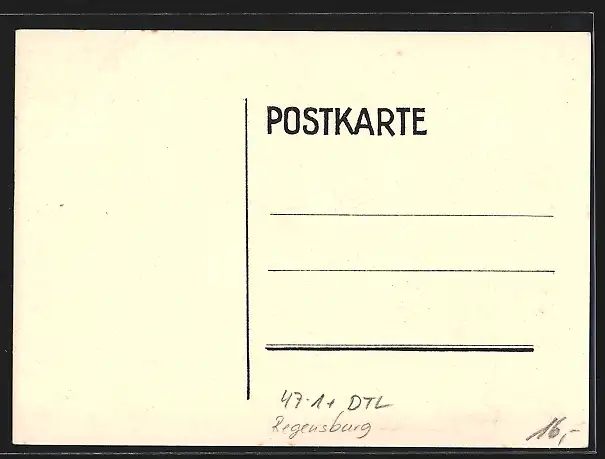 POSTKARTE
47.1+ DTL
Regensburg
16,-